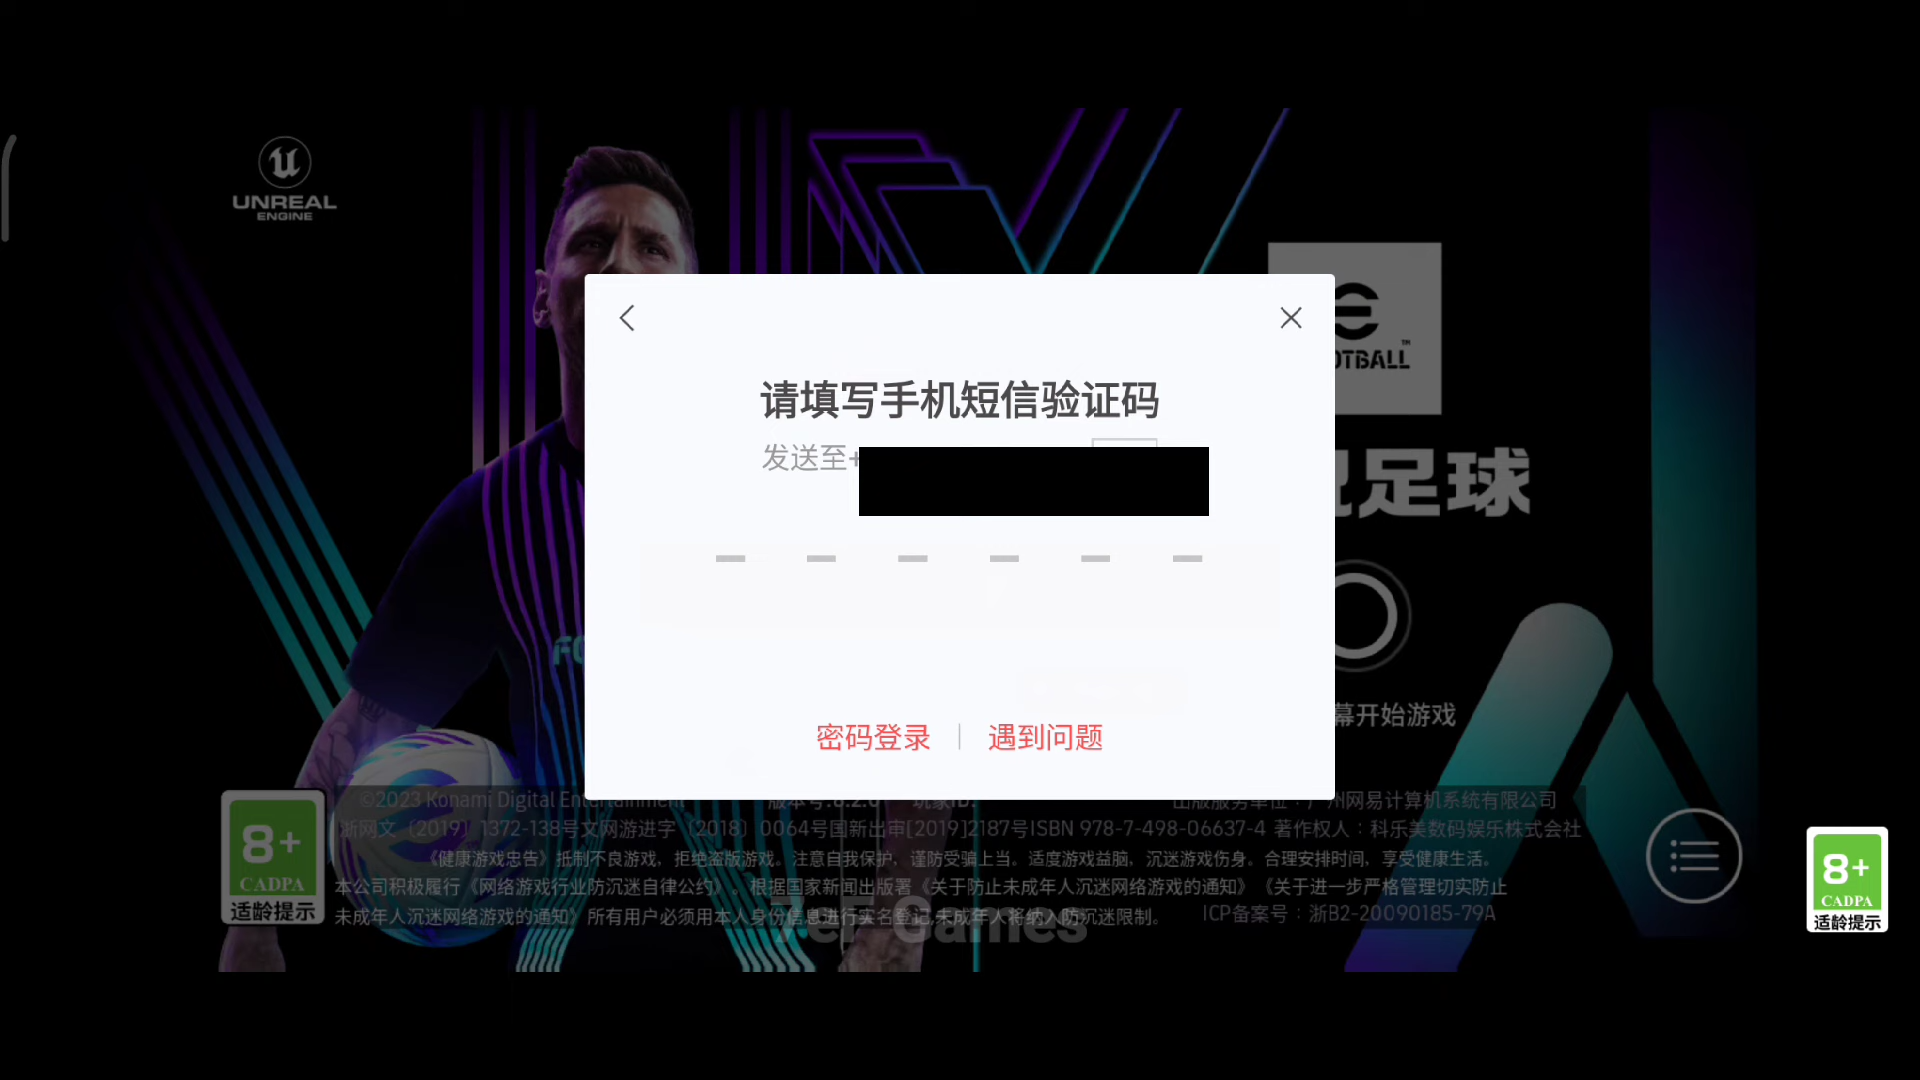 UNREAL
ENGINE
请填写手机短信验证码
发送至+
足球
幕开始游戏
密码登录 | 遇到问题
©2023 Konami Digital Entertainment
浙网文〔2019〕1372-138号文网游进字〔2018〕0064号国新出审[2019]2187号ISBN 978-7-498-06637-4 著作权人：科乐美数码娱乐株式会社
《健康游戏忠告》抵制不良游戏，拒绝盗版游戏。注意自我保护，谨防受骗上当。适度游戏益脑，沉迷游戏伤身。合理安排时间，享受健康生活。
本公司积极履行《网络游戏行业防沉迷自律公约》。根据国家新闻出版署《关于防止未成年人沉迷网络游戏的通知》《关于进一步严格管理切实防止
未成年人沉迷网络游戏的通知》所有用户必须用本人身份信息进行实名登记,未成年人将纳入防沉迷限制。 ICP备案号：浙B2-20090185-79A
8+
CADPA
适龄提示
8+
CADPA
适龄提示
Games